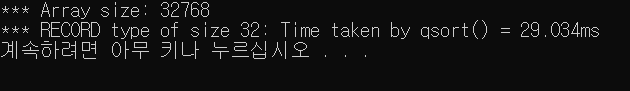 *** Array size: 32768
*** RECORD type of size 32: Time taken by qsort() = 29.034ms
계속하려면 아무 키나 누르십시오 . . .